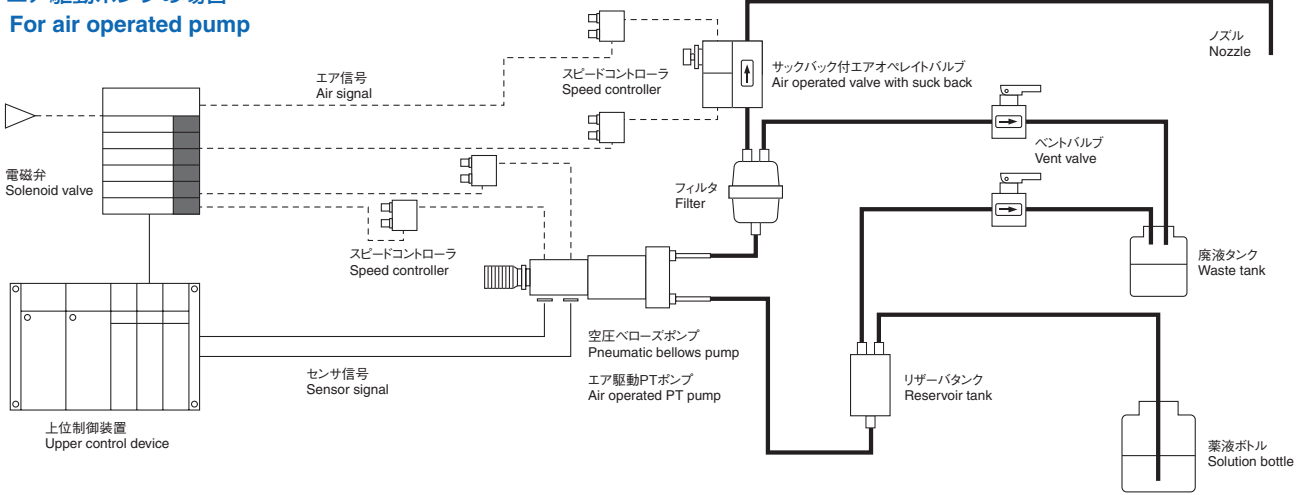 エア駆動ポンプの場合
For air operated pump
ノズル
Nozzle
エア信号
Air signal
スピードコントローラ
Speed controller
サックバック付エアオペレイトバルブ
Air operated valve with suck back
ベントバルブ
Vent valve
電磁弁
Solenoid valve
フィルタ
Filter
スピードコントローラ
Speed controller
廃液タンク
Waste tank
空圧ベローズポンプ
Pneumatic bellows pump
センサ信号
Sensor signal
エア駆動PTポンプ
Air operated PT pump
リザーバタンク
Reservoir tank
上位制御装置
Upper control device
薬液ボトル
Solution bottle